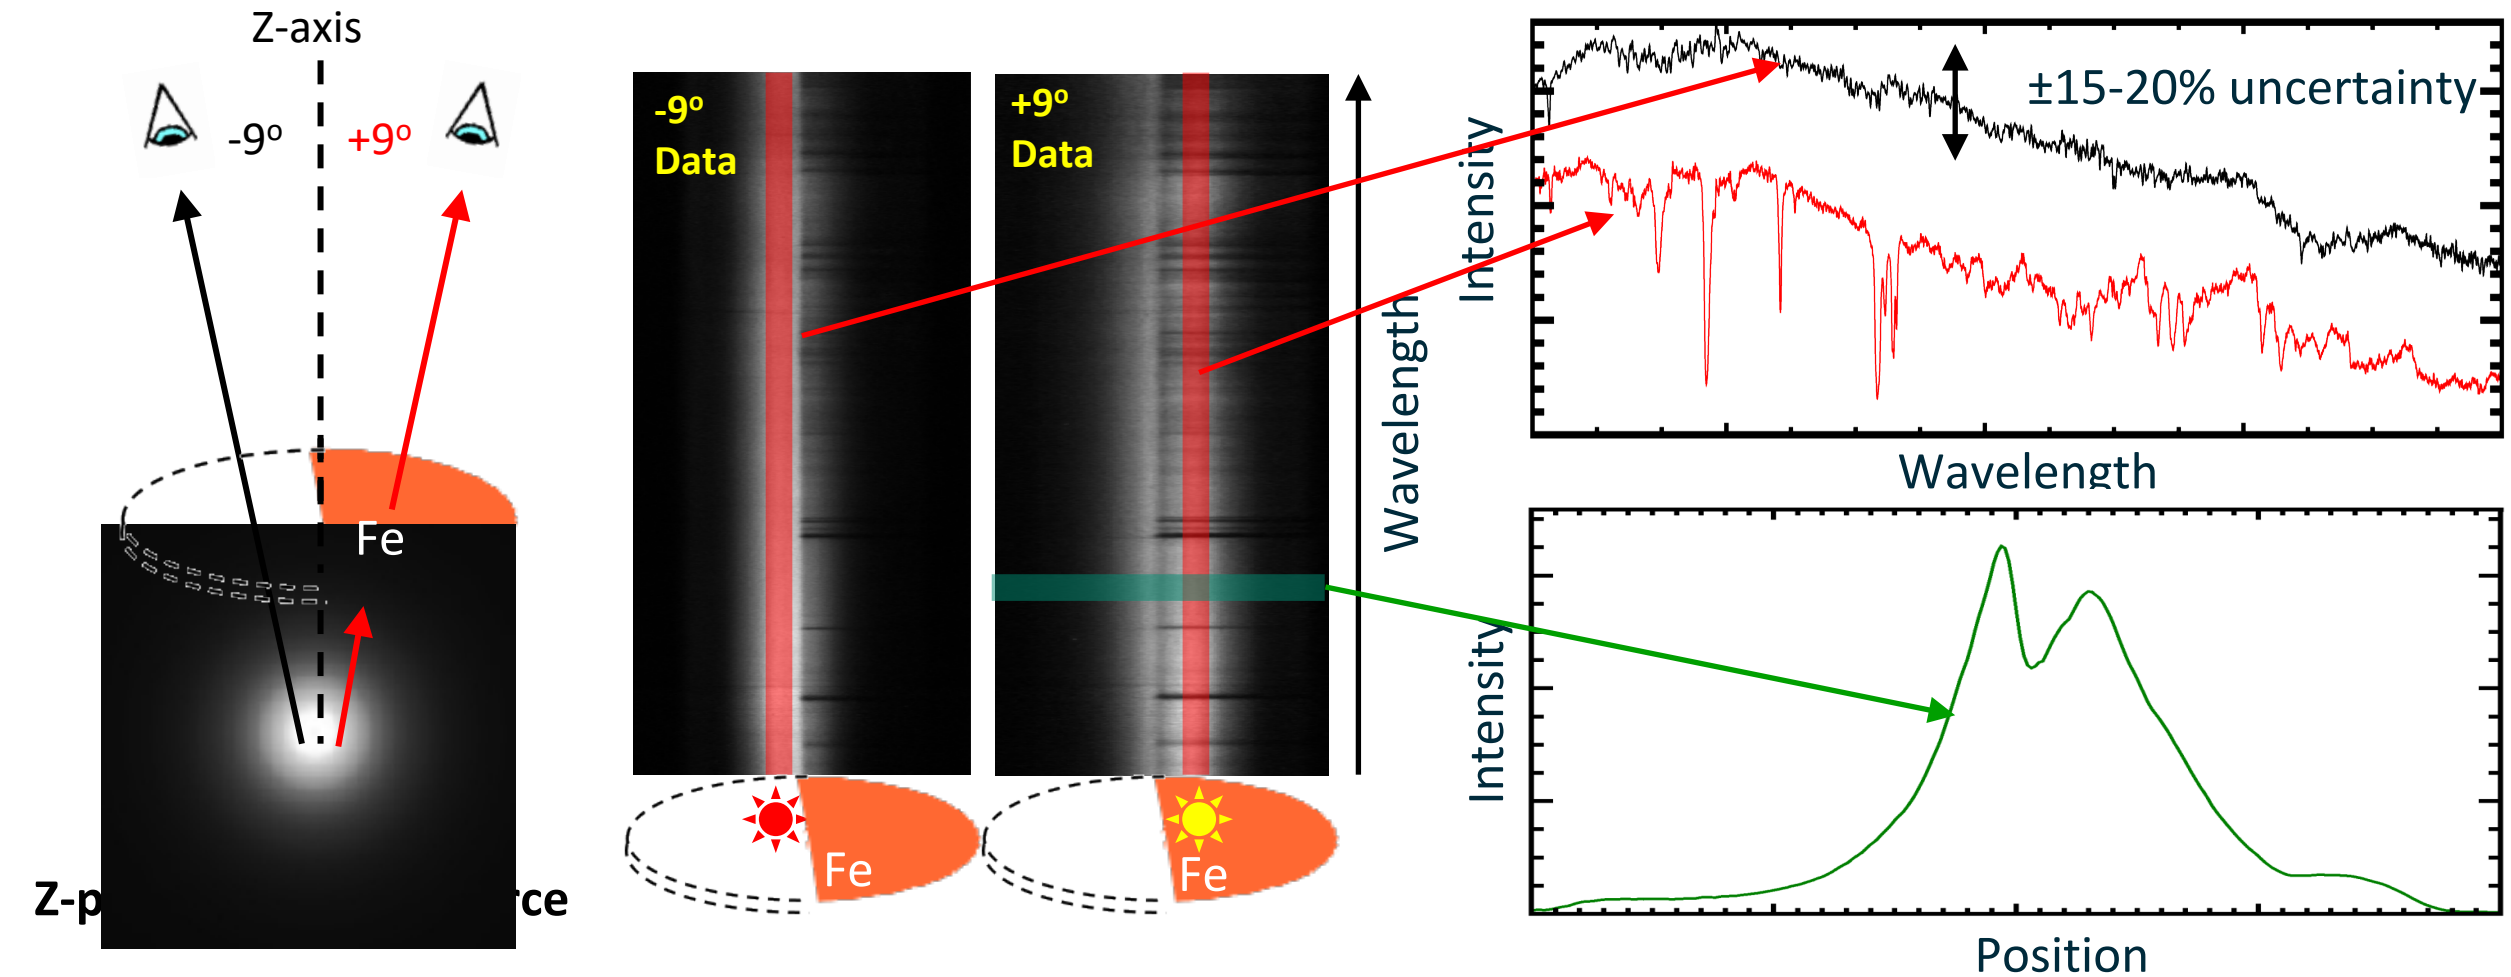 Z-axis
-9º
+9º
Fe
Z-p
rce
-9º
Data
+9º
Data
Wavelength
Fe
Fe
Intensity
±15-20% uncertainty
Wavelength
Intensity
Position